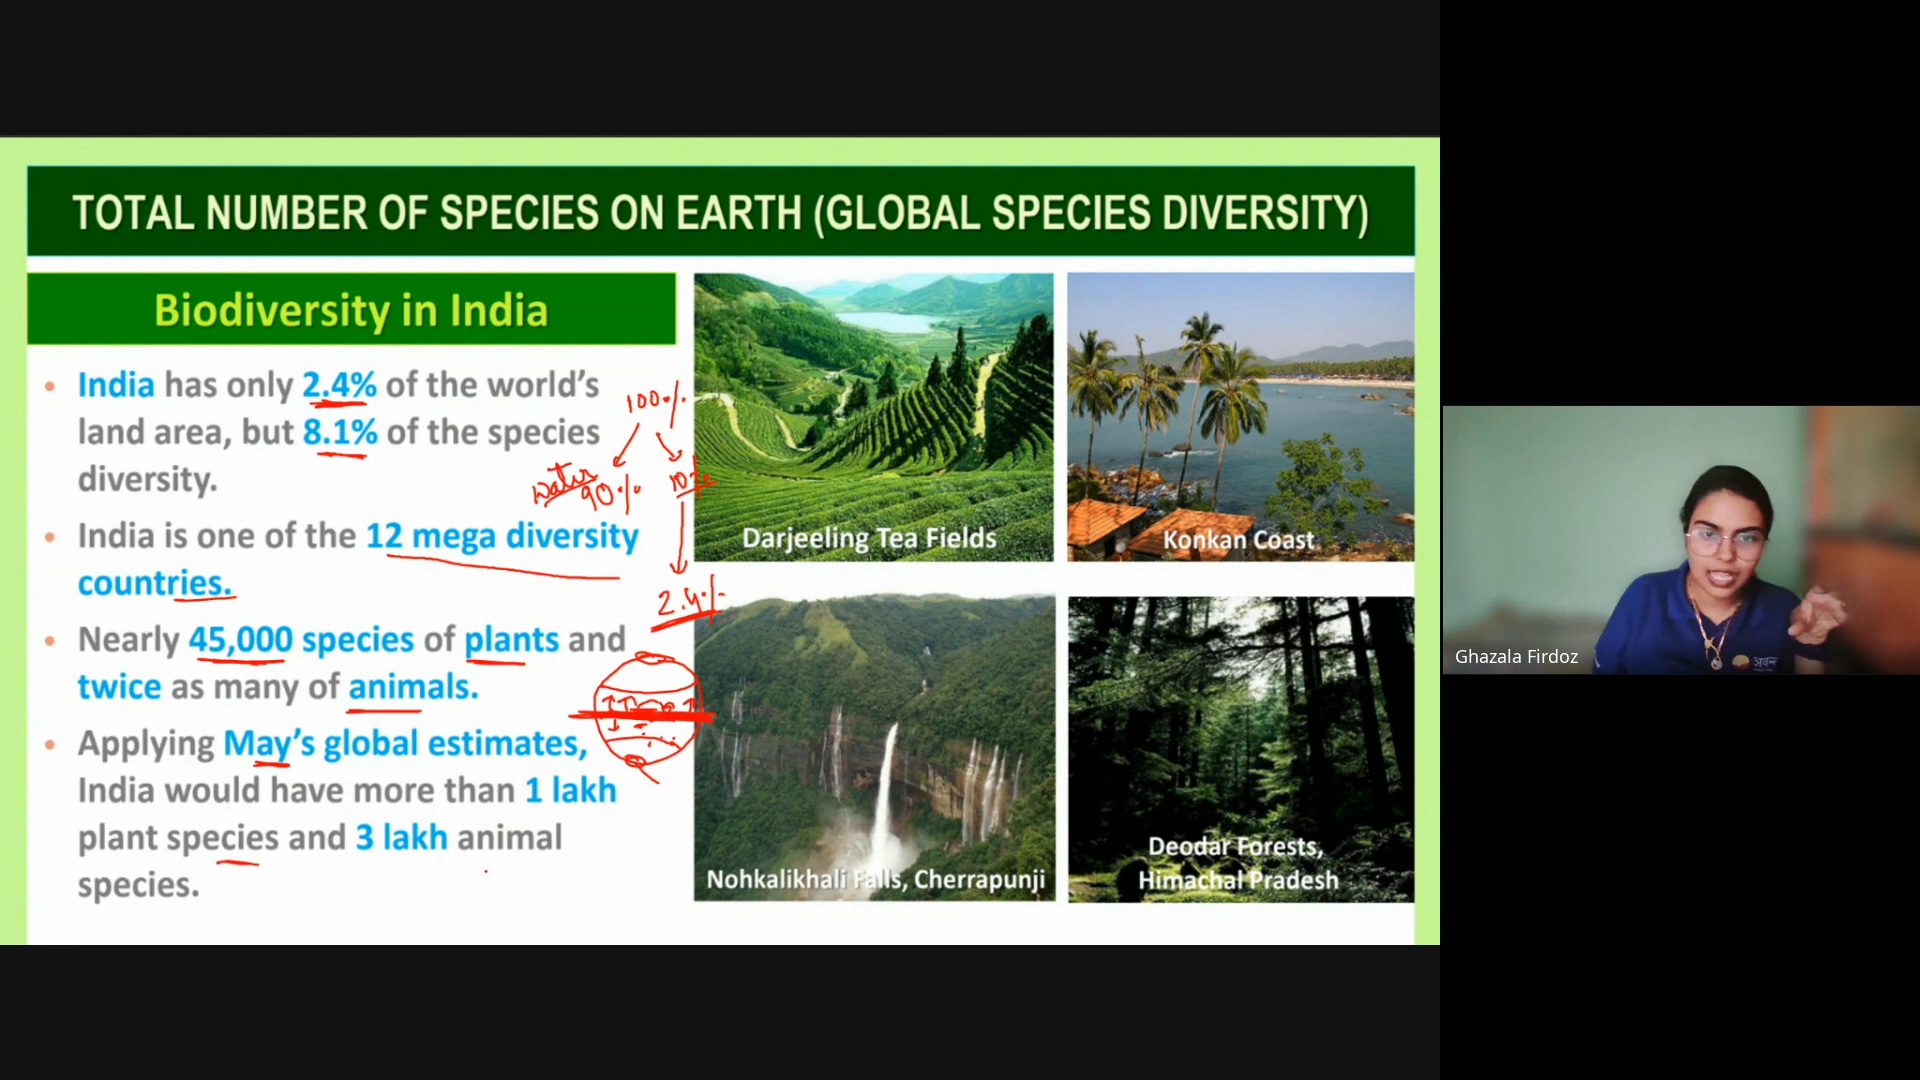 TOTAL NUMBER OF SPECIES ON EARTH (GLOBAL SPECIES DIVERSITY)
Biodiversity in India
• India has only 2.4% of the world's
land area, but 8.1% of the species
diversity.
• India is one of the 12 mega diversity
countries.
• Nearly 45,000 species of plants and
twice as many of animals.
• Applying May's global estimates,
India would have more than 1 lakh
plant species and 3 lakh animal
species.
100%
water
90%
10%
2.4%
Darjeeling Tea Fields
Konkan Coast
Nohkalikhali Falls, Cherrapunji
Deodar Forests,
Himachal Pradesh
Ghazala Firdoz
अवन्ती